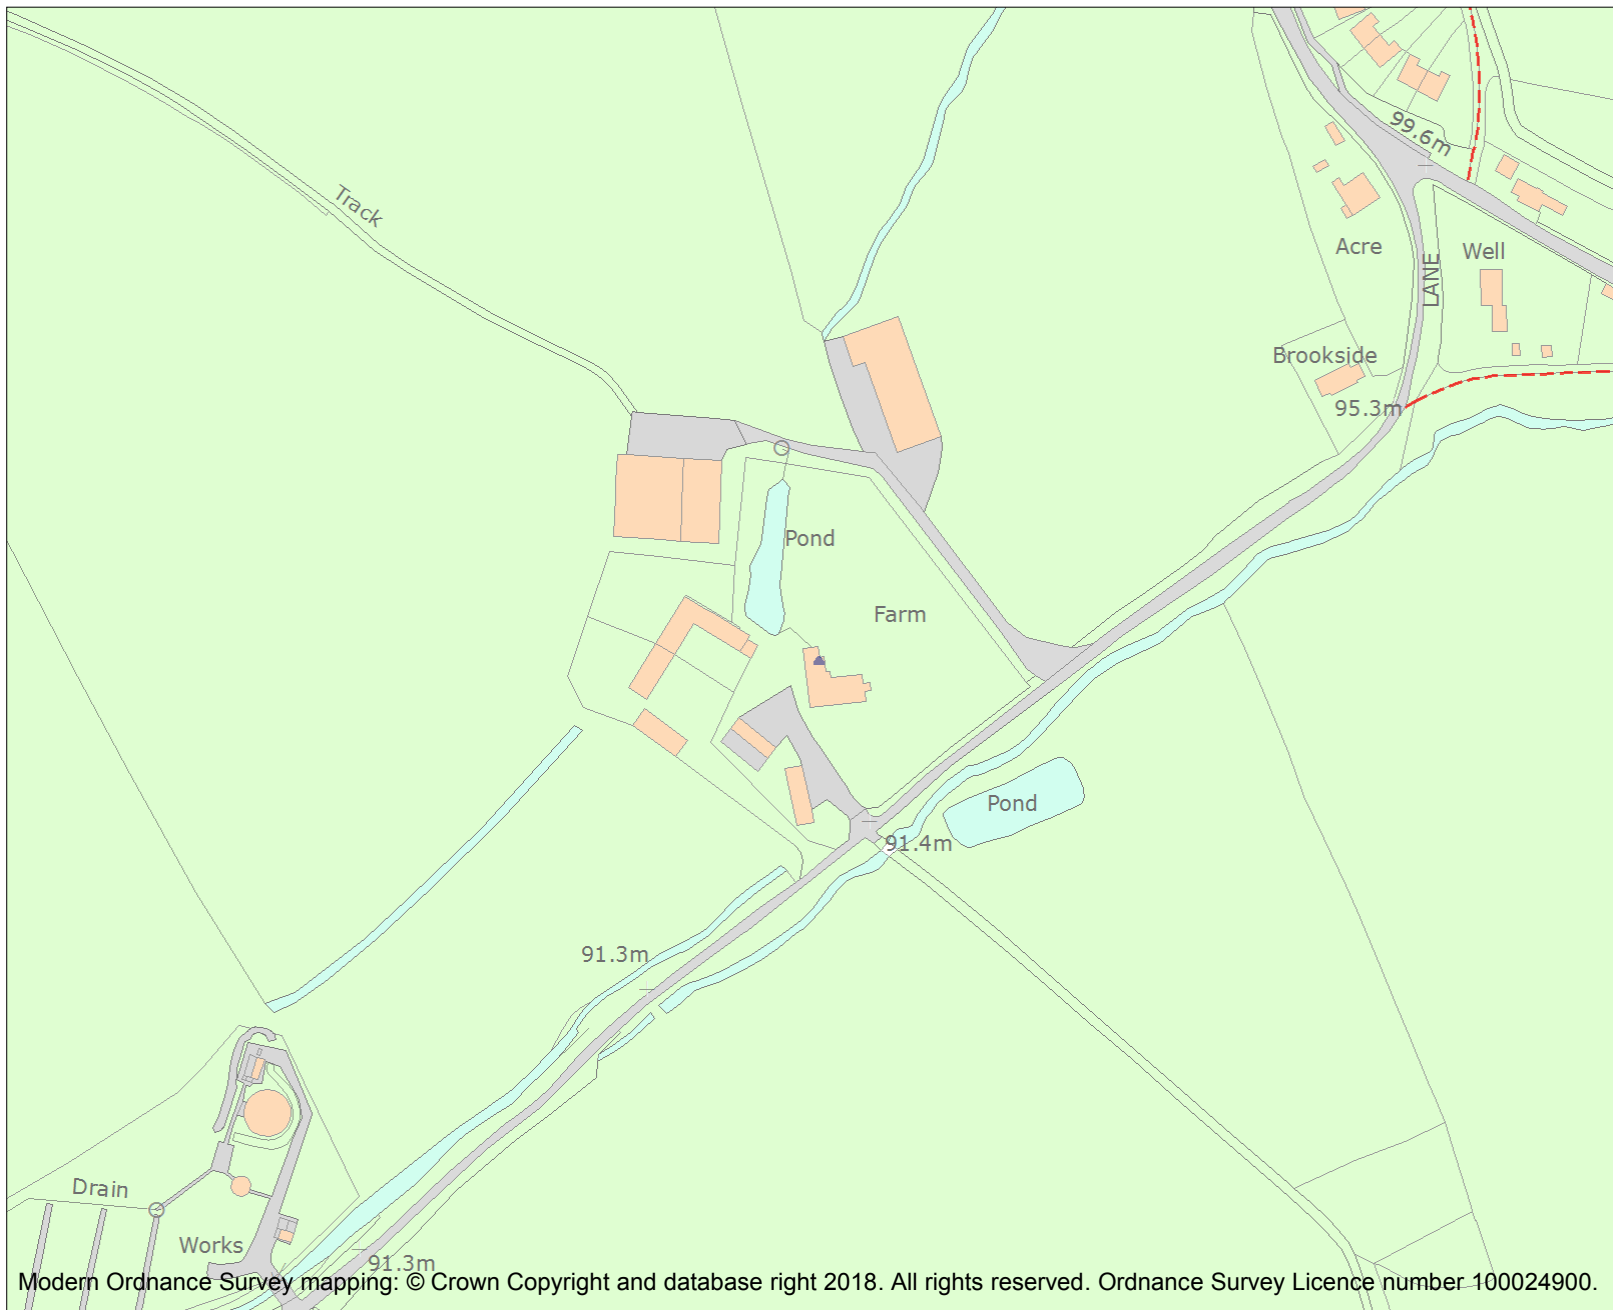 99.6m
Track
Acre
LANE
Well
Brookside
95.3m
Pond
Farm
Pond
91.4m
91.3m
Drain
Works
91.3m
Modern Ordnance Survey mapping: © Crown Copyright and database right 2018. All rights reserved. Ordnance Survey Licence number 100024900.